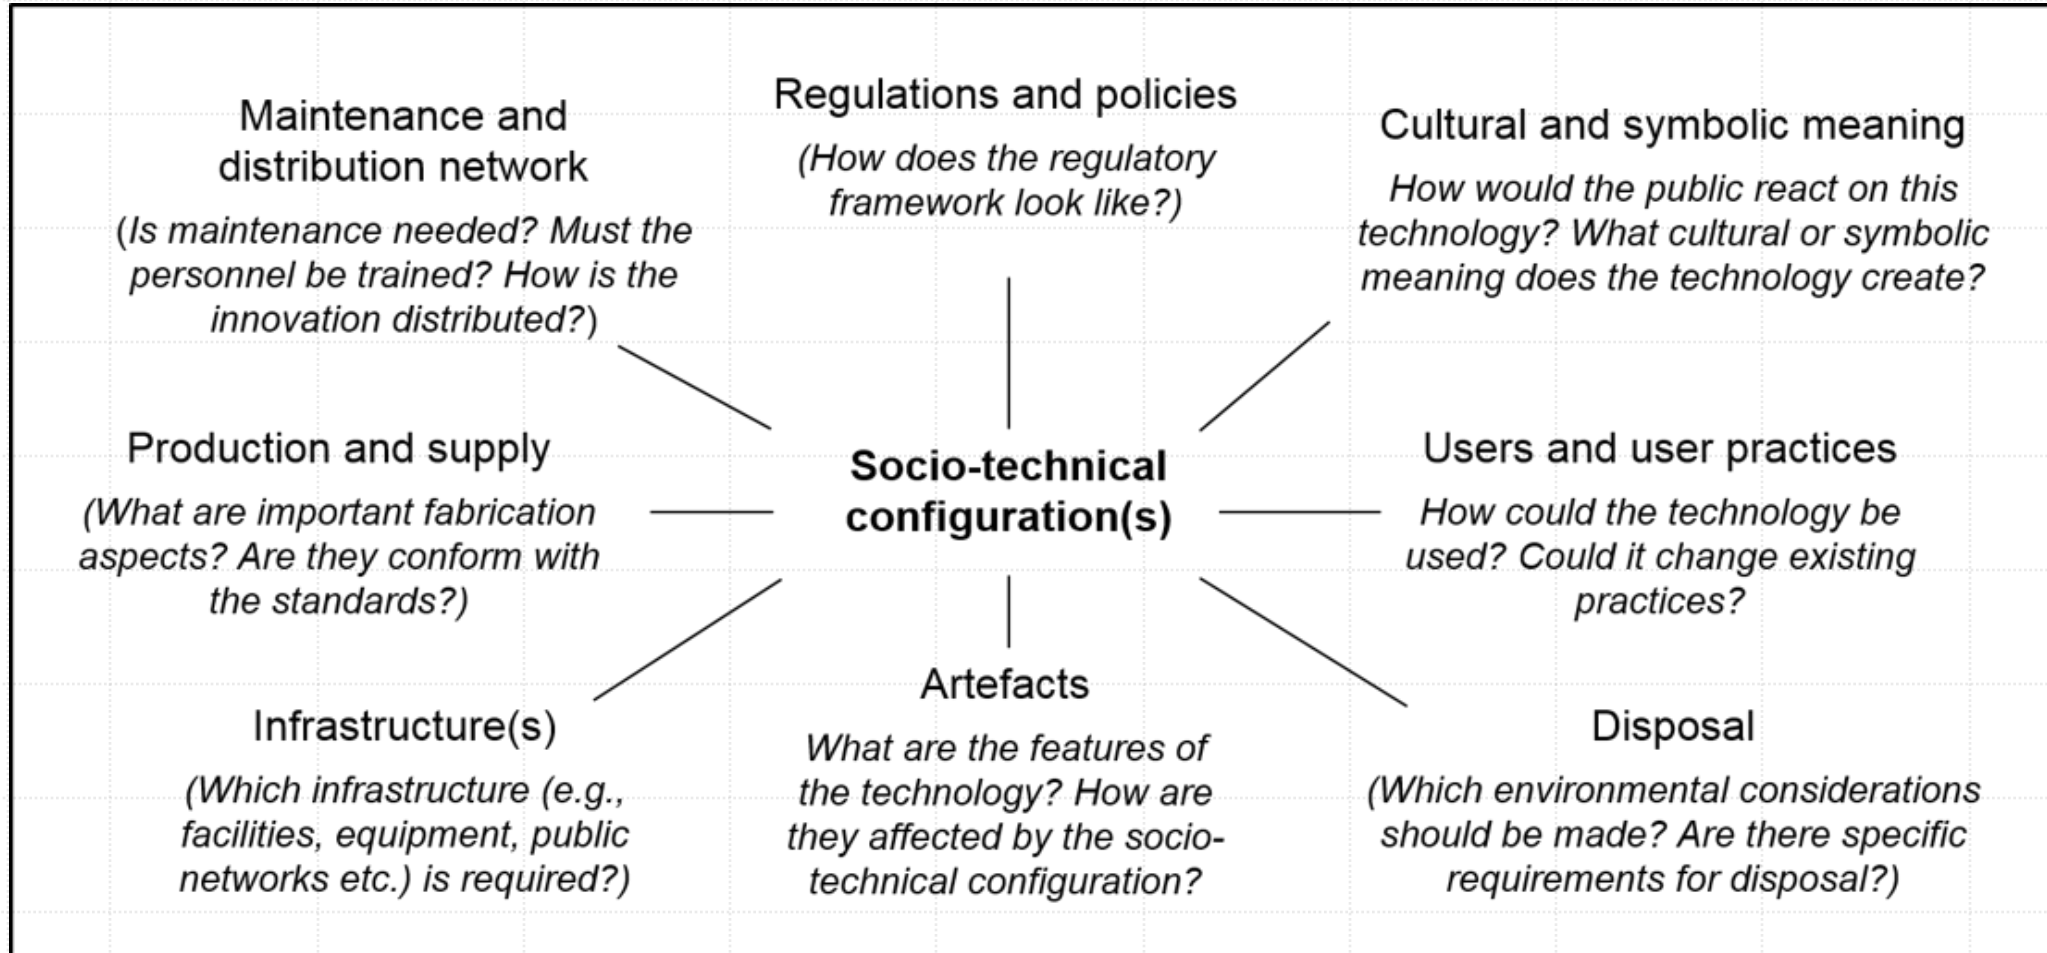 Maintenance and
distribution network
(Is maintenance needed? Must the
personnel be trained? How is the
innovation distributed?)
Regulations and policies
(How does the regulatory
framework look like?)
Cultural and symbolic meaning
How would the public react on this
technology? What cultural or symbolic
meaning does the technology create?
Production and supply
(What are important fabrication
aspects? Are they conform with
the standards?)
Socio-technical
configuration(s)
Users and user practices
How could the technology be
used? Could it change existing
practices?
Infrastructure(s)
(Which infrastructure (e.g.,
facilities, equipment, public
networks etc.) is required?)
Artefacts
What are the features of
the technology? How are
they affected by the socio-
technical configuration?
Disposal
(Which environmental considerations
should be made? Are there specific
requirements for disposal?)